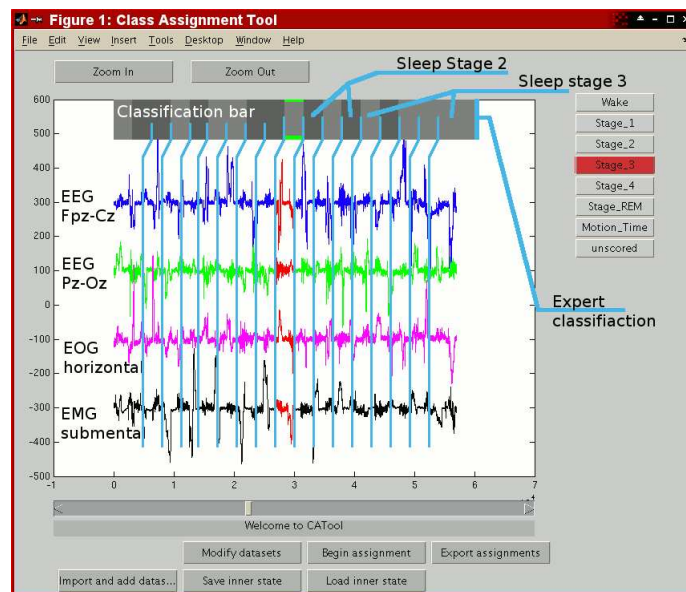 Figure 1: Class Assignment Tool
File Edit View Insert Tools Desktop Window Help
Zoom In Zoom Out
Sleep Stage 2
Sleep stage 3
Classification bar
Wake
Stage_1
Stage_2
Stage_3
Stage_4
Stage_REM
Motion_Time
unscored
EEG
Fpz-Cz
EEG
Pz-Oz
EOG
horizontal
EMG
submental
Expert
classifiaction
600
500
400
300
200
100
0
-100
-200
-300
-400
-500
-1 0 1 2 3 4 5 6 7
Welcome to CATool
Modify datasets Begin assignment Export assignments
Import and add datas... Save inner state Load inner state